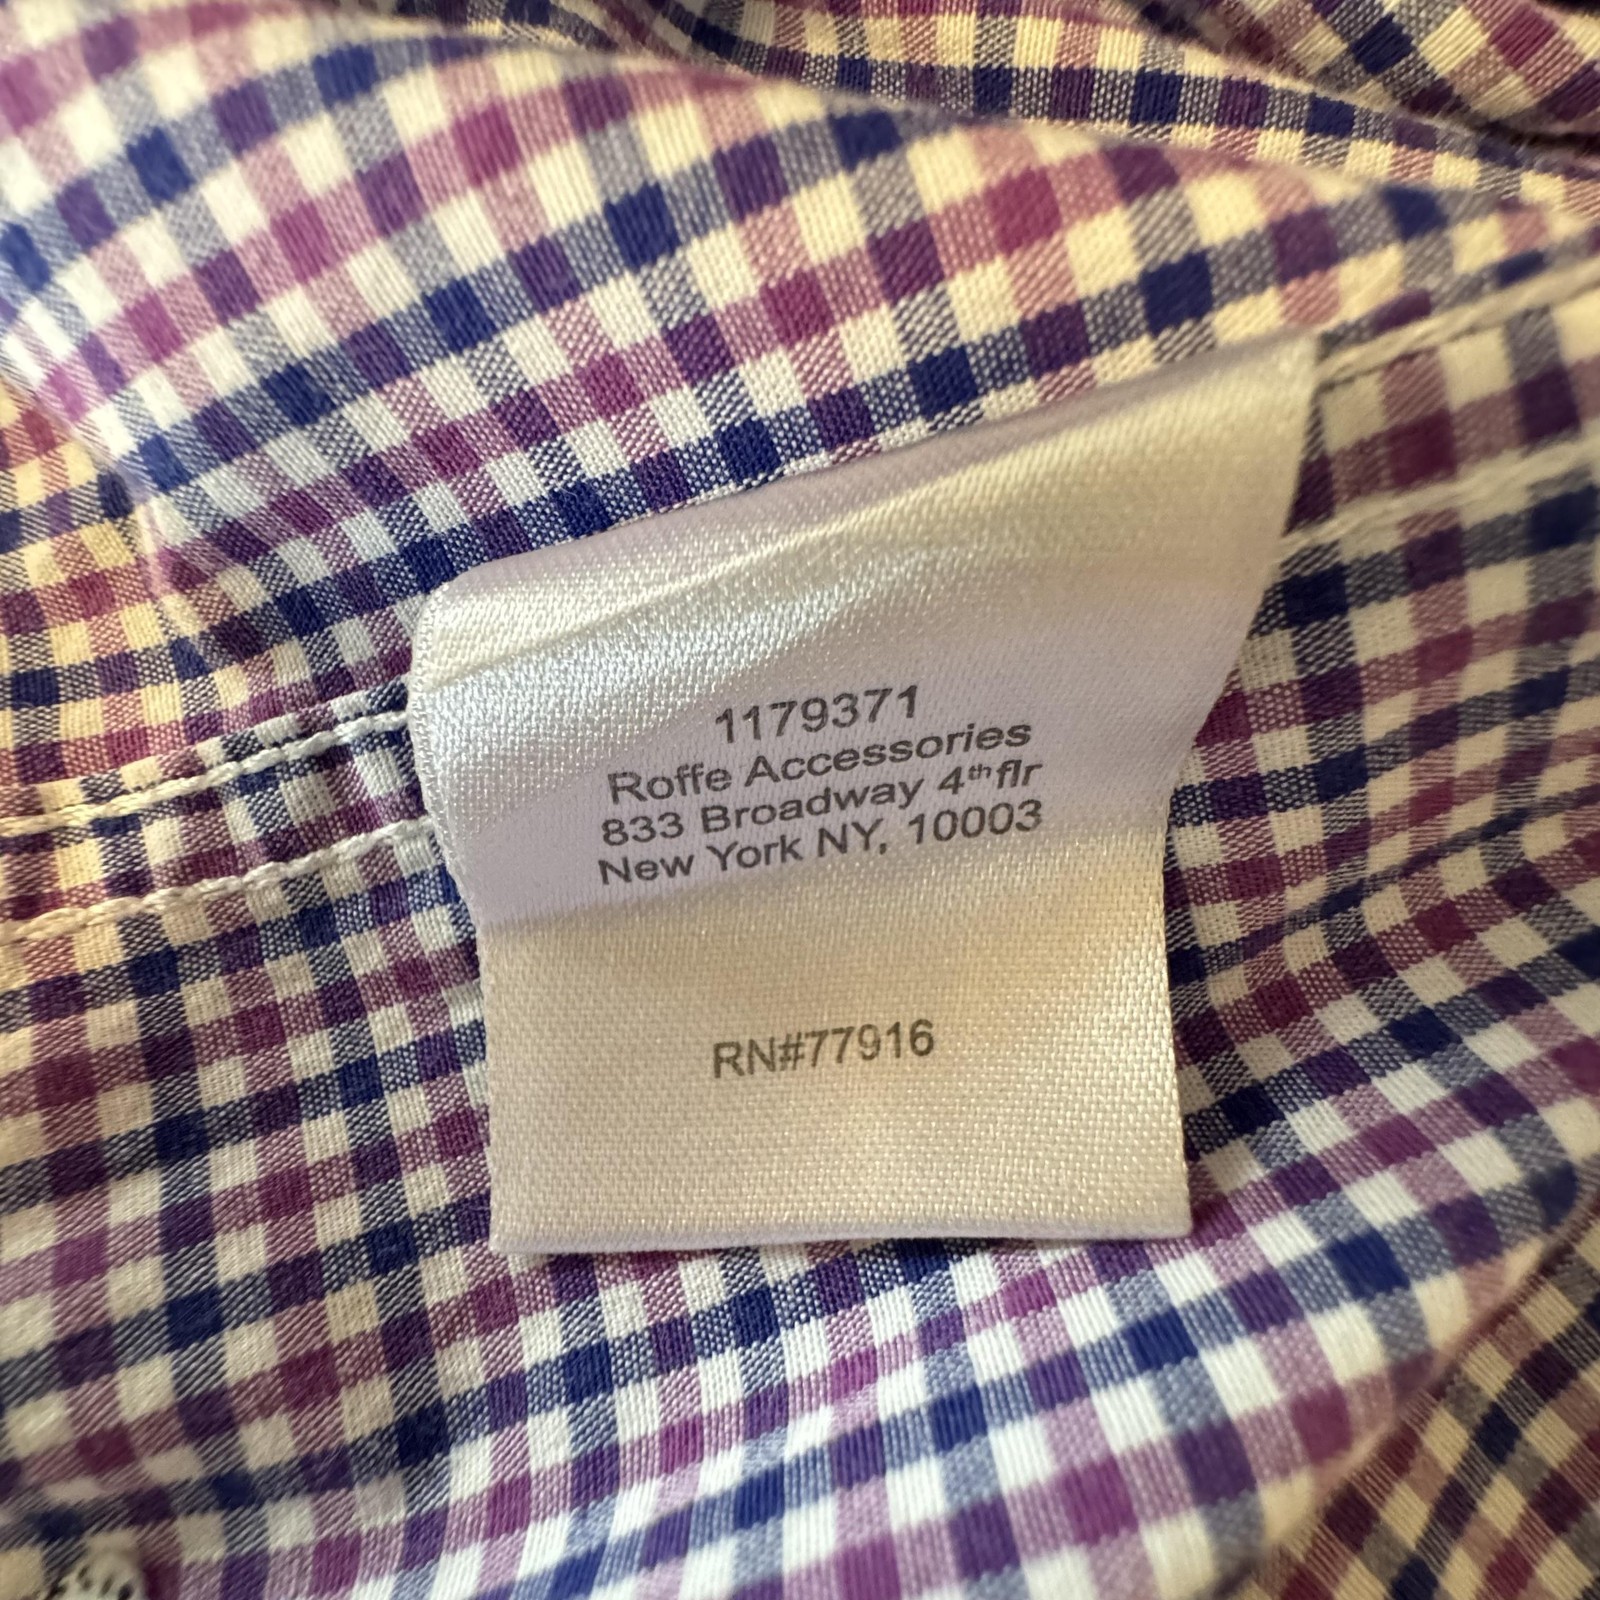 1179371
Roffe Accessories
833 Broadway 4th flr
New York NY, 10003
RN#77916